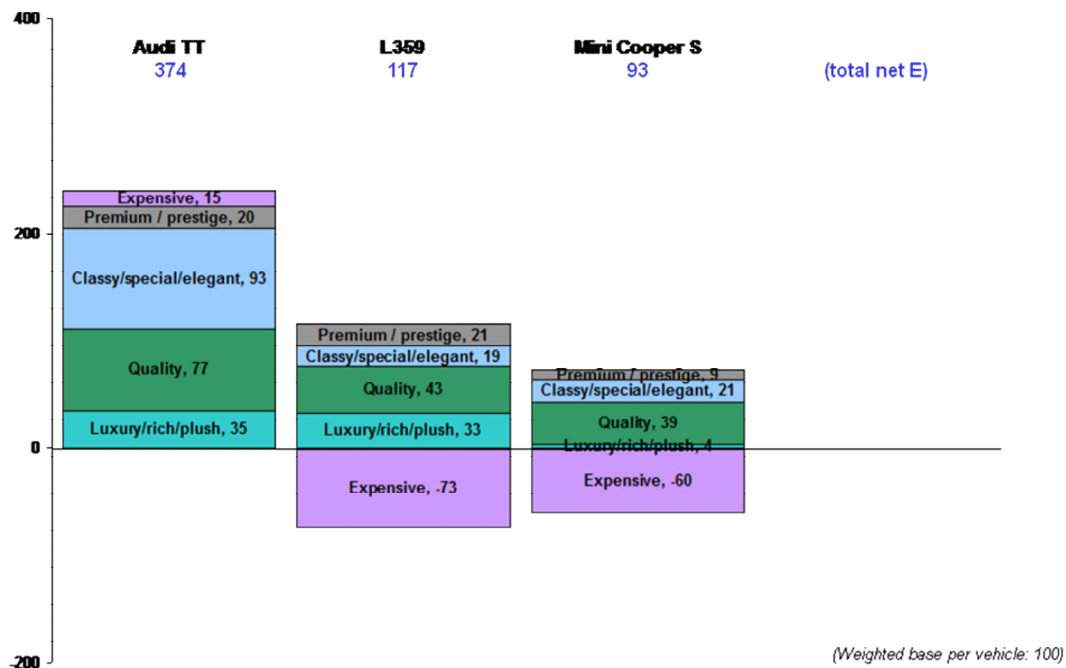 400
Audi TT
L359
Mini Cooper S
374
117
93
(total net E)
Expensive, 15
Premium / prestige, 20
200
Classy/special/elegant, 93
Premium / prestige, 21
Classy/special/elegant, 19
Quality, 77
Premium / prestige, 9
Quality, 43
Classy/special/elegant, 21
Luxury/rich/plush, 35
Luxury/rich/plush, 33
Quality, 39
Luxury/rich/plush, 4
0
Expensive, -73
Expensive, -60
-200
(Weighted base per vehicle: 100)